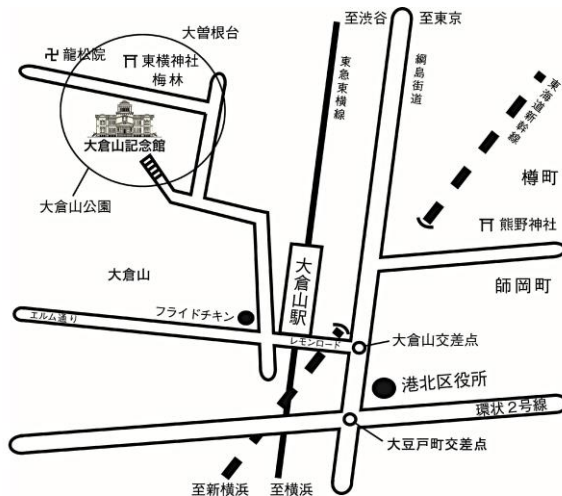 大曽根台
至渋谷
至東京
卍 龍松院
东横神社
梅林
東急東横線
綱島街道
東海道新幹線
大倉山記念館
樽町
大倉山公園
熊野神社
大倉山
大倉山駅
師岡町
エルム通り
フライドチキン
レモンロード
大倉山交差点
港北区役所
環状2号線
大豆戸町交差点
至新横浜
至横浜